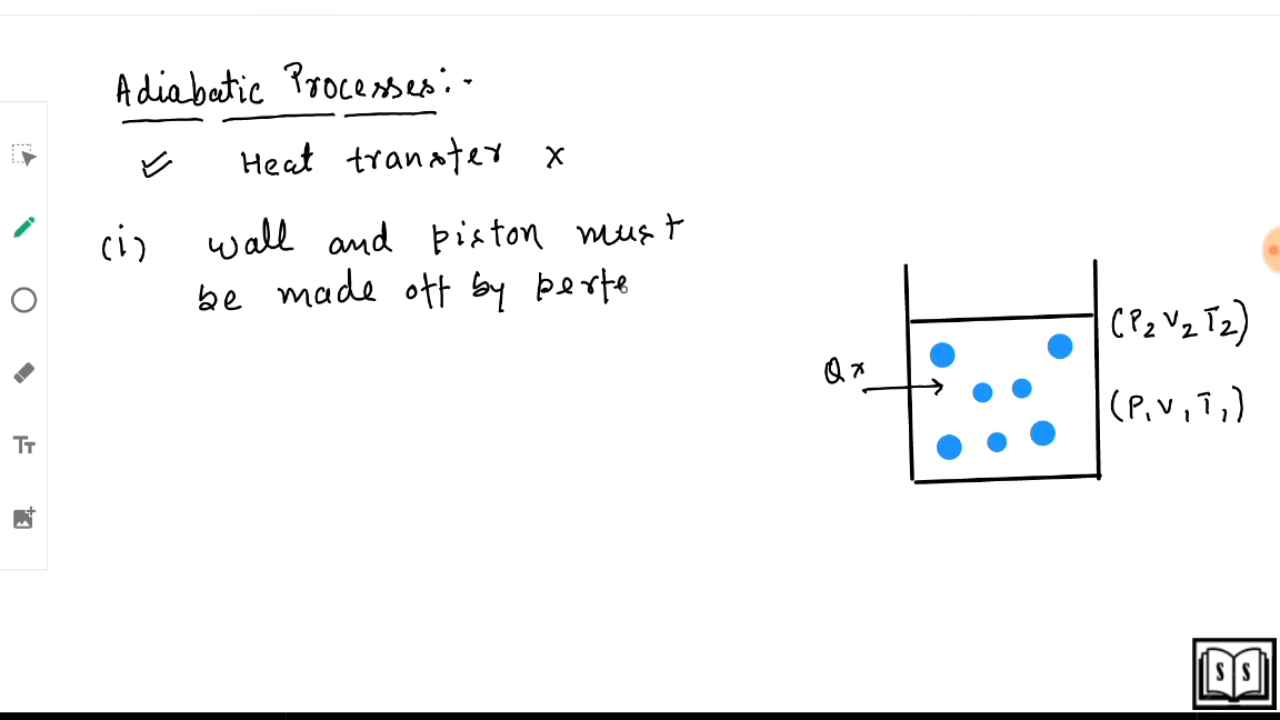 Adiabatic Processes:-
Heat transfer x
(i) wall and piston must
be made off by perfe
Q x
(P2 V2 T2)
(P1 V1 T1)
TT
S S